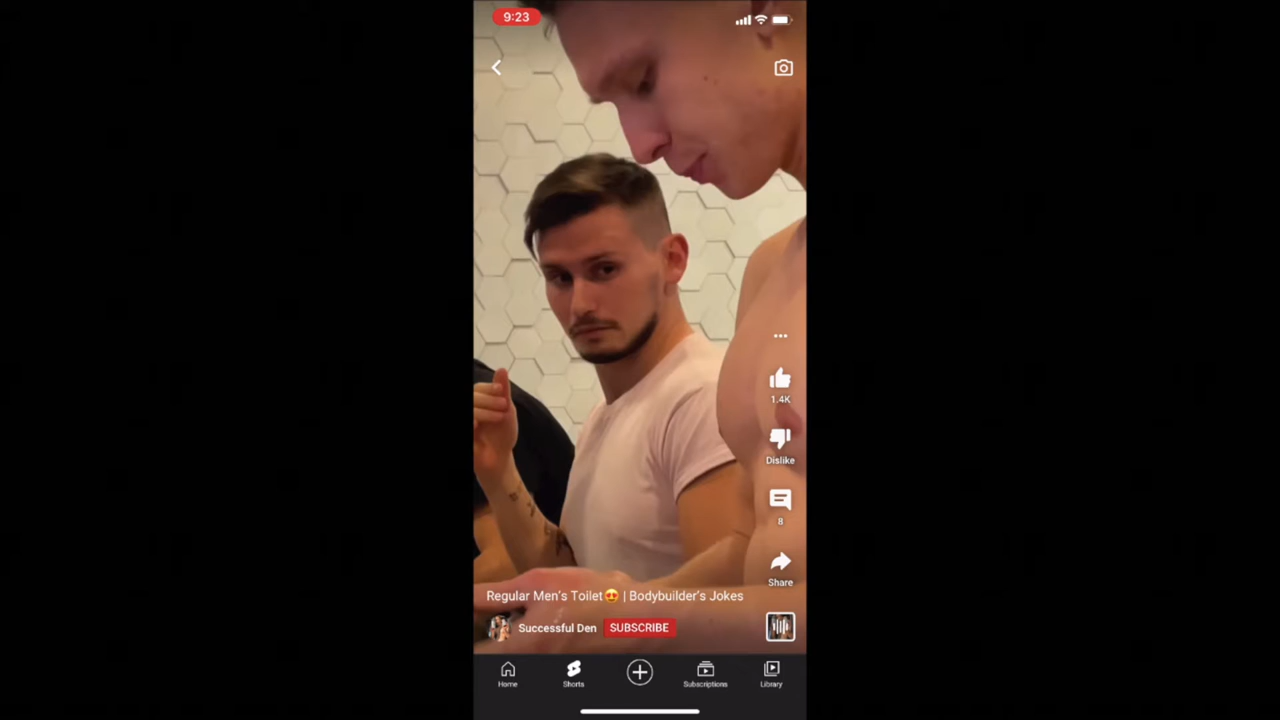 9:23
1.4K
Dislike
8
Share
Regular Men's Toilet😍 | Bodybuilder's Jokes
Successful Den SUBSCRIBE
Home Shorts Subscriptions Library